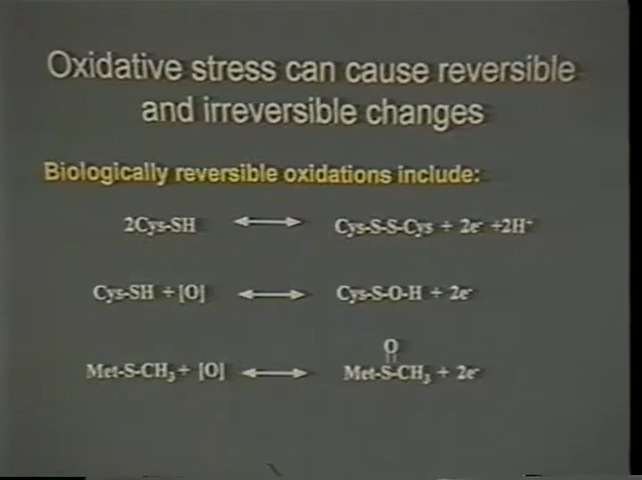 Oxidative stress can cause reversible
and irreversible changes
Biologically reversible oxidations include:
2Cys-SH ⟷ Cys-S-S-Cys + 2e⁻ +2H⁺
Cys-SH + [O] ⟷ Cys-S-O-H + 2e⁻
O
Met-S-CH₃ + [O] ⟷ Met-S-CH₃ + 2e⁻